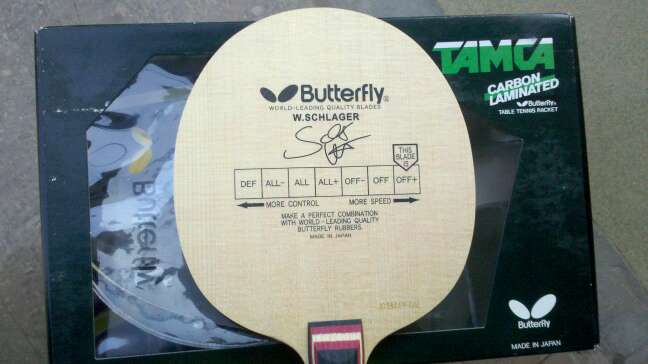 Butterfly®
WORLD-LEADING QUALITY BLADES
W.SCHLAGER
THIS
BLADE
IS
DEF ALL- ALL ALL+ OFF- OFF OFF+
MORE CONTROL MORE SPEED
MAKE A PERFECT COMBINATION
WITH WORLD-LEADING QUALITY
BUTTERFLY RUBBERS.
MADE IN JAPAN
TAMCA
CARBON
LAMINATED
Butterfly®
TABLE TENNIS RACKET
Butterfly
Butterfly
MADE IN JAPAN